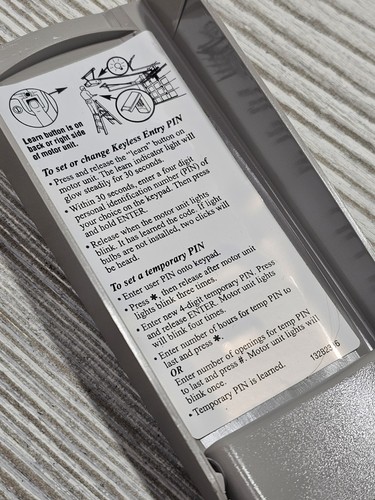 Learn button is on
back or right side
of motor unit.
To set or change Keyless Entry PIN
• Press and release the "learn" button on
motor unit. The learn indicator light will
glow steadily for 30 seconds.
• Within 30 seconds, enter a four digit
personal identification number (PIN) of
your choice on the keypad. Then press
and hold ENTER.
• Release when the motor unit lights
blink. It has learned the code. If light
bulbs are not installed, two clicks will
be heard.
To set a temporary PIN
• Enter user PIN onto keypad.
• Press ✱, then release after motor unit
lights blink three times.
• Enter new 4-digit temporary PIN. Press
and release ENTER. Motor unit lights
will blink four times.
• Enter number of hours for temp PIN to
last and press ✱.
OR
Enter number of openings for temp PIN
to last and press #. Motor unit lights will
blink once.
• Temporary PIN is learned.